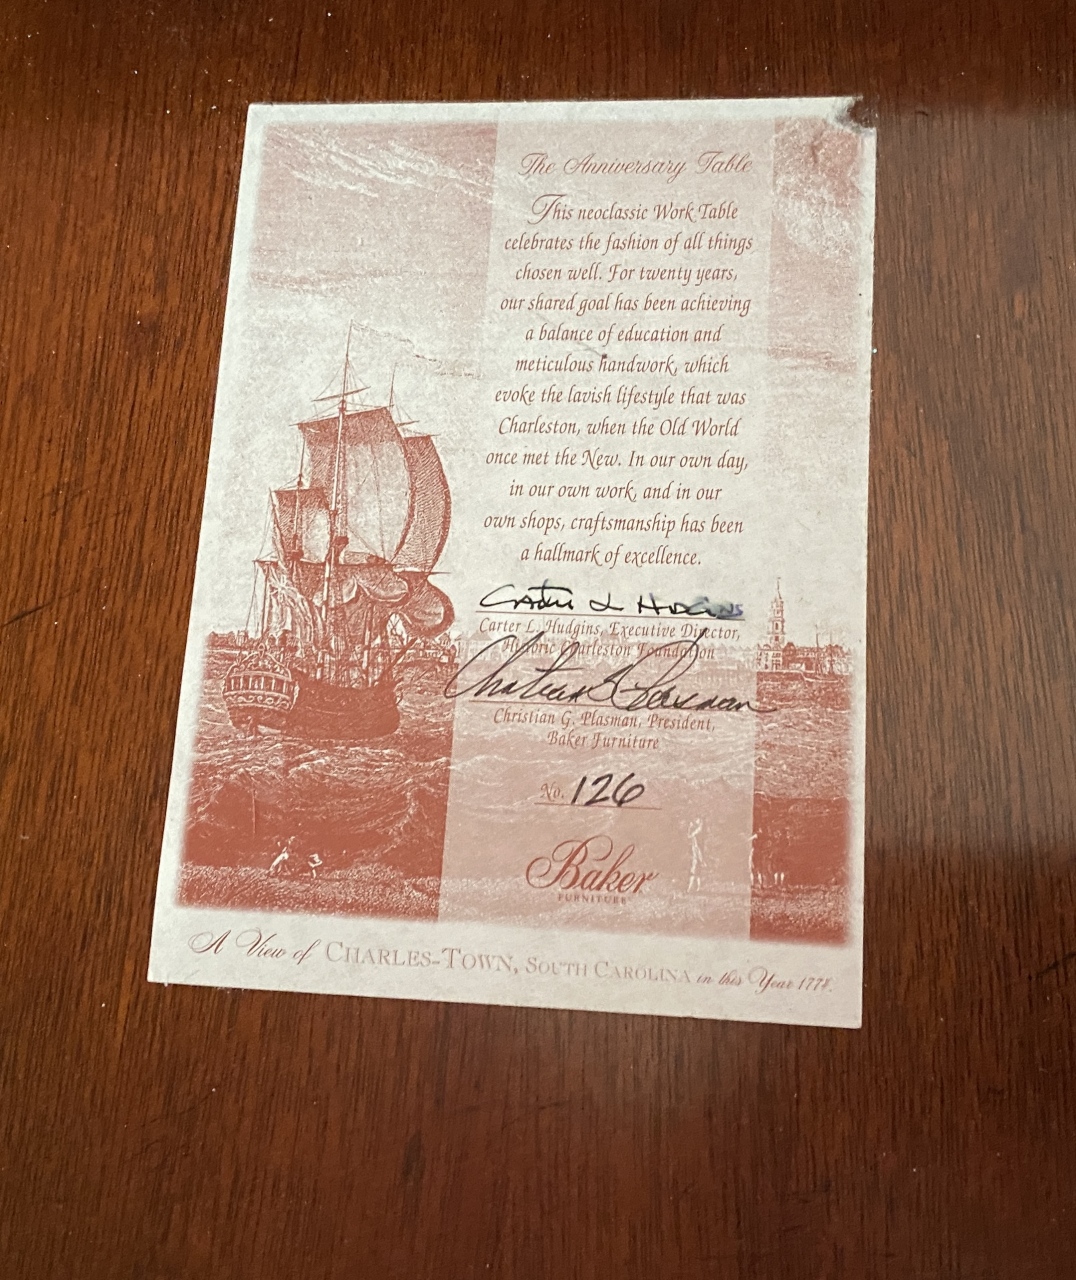 The Anniversary Table
This neoclassic Work Table
celebrates the fashion of all things
chosen well. For twenty years,
our shared goal has been achieving
a balance of education and
meticulous handwork, which
evoke the lavish lifestyle that was
Charleston, when the Old World
once met the New. In our own day,
in our own work, and in our
own shops, craftsmanship has been
a hallmark of excellence.
Carter L Hudgins
Carter L. Hudgins, Executive Director,
Historic Charleston Foundation
Christian G Plasman
Christian G. Plasman, President,
Baker Furniture
No. 126
Baker
FURNITURE
A View of CHARLES-TOWN, SOUTH CAROLINA in this Year 1778.